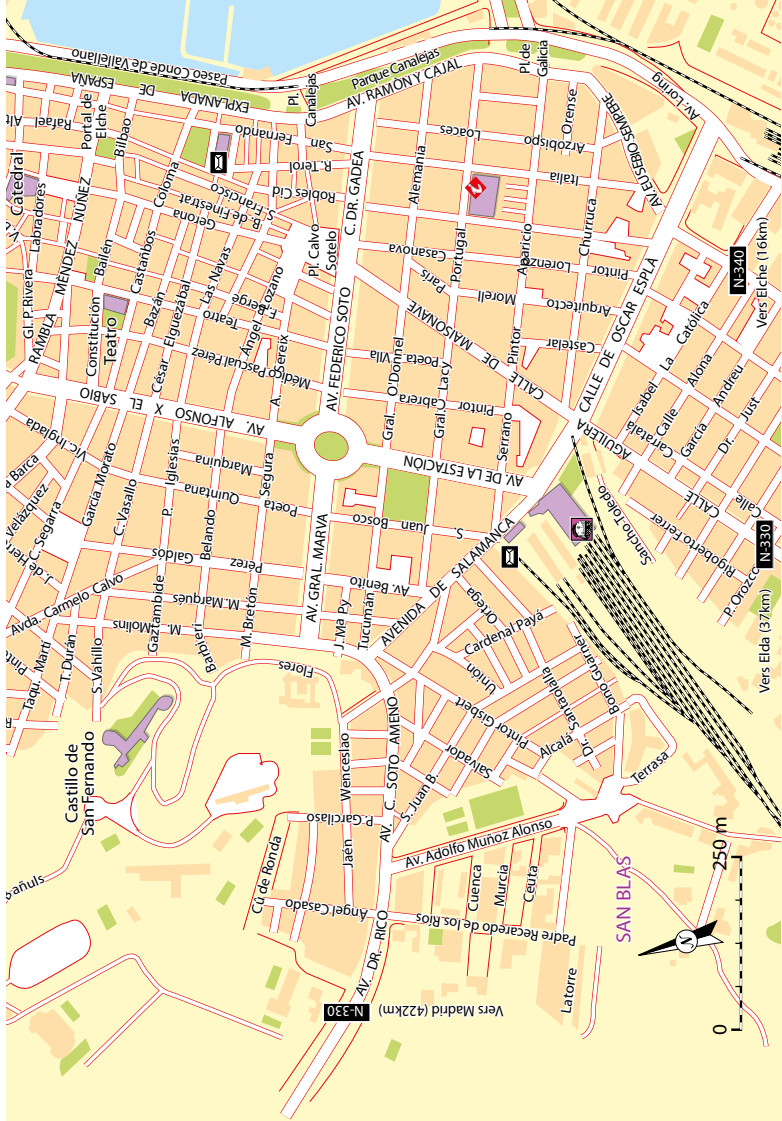 Paseo Conde de Vallellano
EXPLANADA DE ESPAÑA
Parque Canalejas
Pl.
Canalejas
AV. RAMÓN Y CAJAL
Pl. de
Galicia
Av. Loring
Portal de
Elche
Rafael
Bilbao
Fernando
San
R. Terol
Loaces
Arzobispo
Orense
AV. EUSEBIO SEMPERE
Catedral
Labradores
RAMBLA MÉNDEZ NÚÑEZ
Coloma
S. Francisco
B. de Finestrat
Gerona
Robles Cid
C. DR. GADEA
Alemania
Italia
Gl. P. Rivera
Bailén
Castaños
Constitución
Teatro
Bazán
Las Navas
César Elguezábal
Teatro
Pl. Calvo
Sotelo
Casanova
Portugal
París
Aparicio
Churruca
Lorenzo
Pintor
N-340
Vers Elche (16km)
Médico Pascual Pérez
Ángel Lozano
A. Sereix
AV. FEDERICO SOTO
CALLE DE MAISONAVE
Morell
Arquitecto
Castelar
CALLE DE OSCAR ESPLÁ
Poeta Vila
O'Donnel
Gral.
Lacy
Gral.
Pintor
Serrano
Cabrera
Pintor
Isabel La Católica
Calle Alona
Carratalá
García Andreu
Dr. Just
AV. ALFONSO X EL SABIO
Vic. Inglada
García Morato
C. Vasallo
P. Iglesias
Marquina
Quintana
Poeta
Segura
Belando
AV. DE LA ESTACIÓN
AGUILERA
CALLE
Calle
Velázquez
C. Segarra
Galdós
Pérez
Juan Bosco
S.
AV. GRAL. MARVA
AVENIDA DE SALAMANCA
Sancho Toledo
Rigoberto Ferrer
P. Orozco
N-330
Vers Elda (37km)
Avda. Carmelo Calvo
M. Marqués
M. Molins
Gaztambide
Barbieri
M. Bretón
Av. Benito
J. Ma Py
Tucumán
Ortega
Cardenal Payá
Unión
Taqu. Martí
T. Durán
S. Vahillo
Flores
Pintor Gisbert
Santaolalla
Dr.
Bono Guarner
Alcalá
Salvador
S. Juan B.
Terrasa
Castillo de
San Fernando
Wenceslao
AV. C. SOTO AMENO
P. Garcilaso
Jaén
Cú de Ronda
Ángel Casado
Av. Adolfo Munoz Alonso
Cuenca
Murcia
Ceuta
Padre Recaredo de los Ríos
AV. DR. RICO
Latorre
SAN BLAS
N-330
Vers Madrid (422km)
N
0
250 m